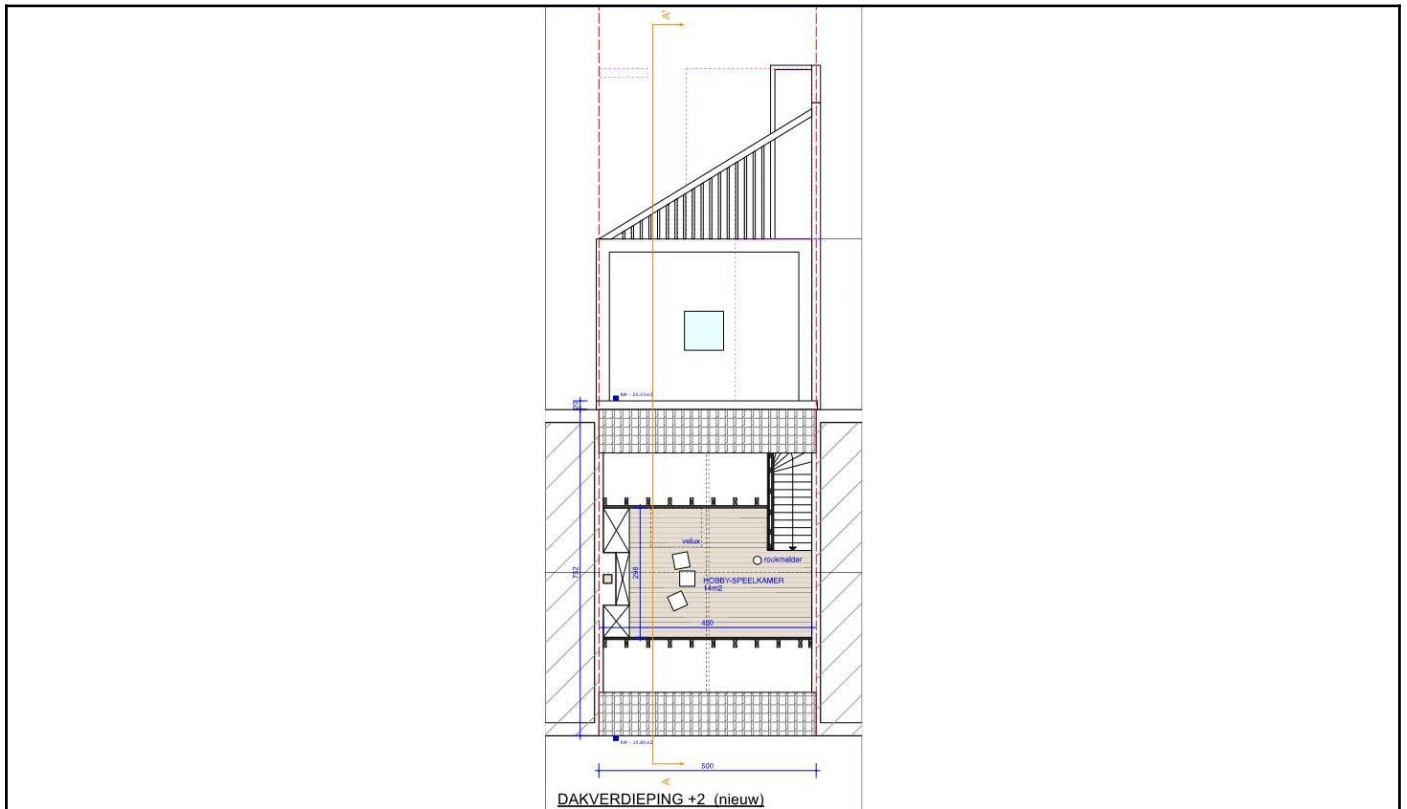 A'
velux
rookmelder
HOBBY-SPEELKAMER
14m2
298
752
480
500
A
DAKVERDIEPING +2 (nieuw)